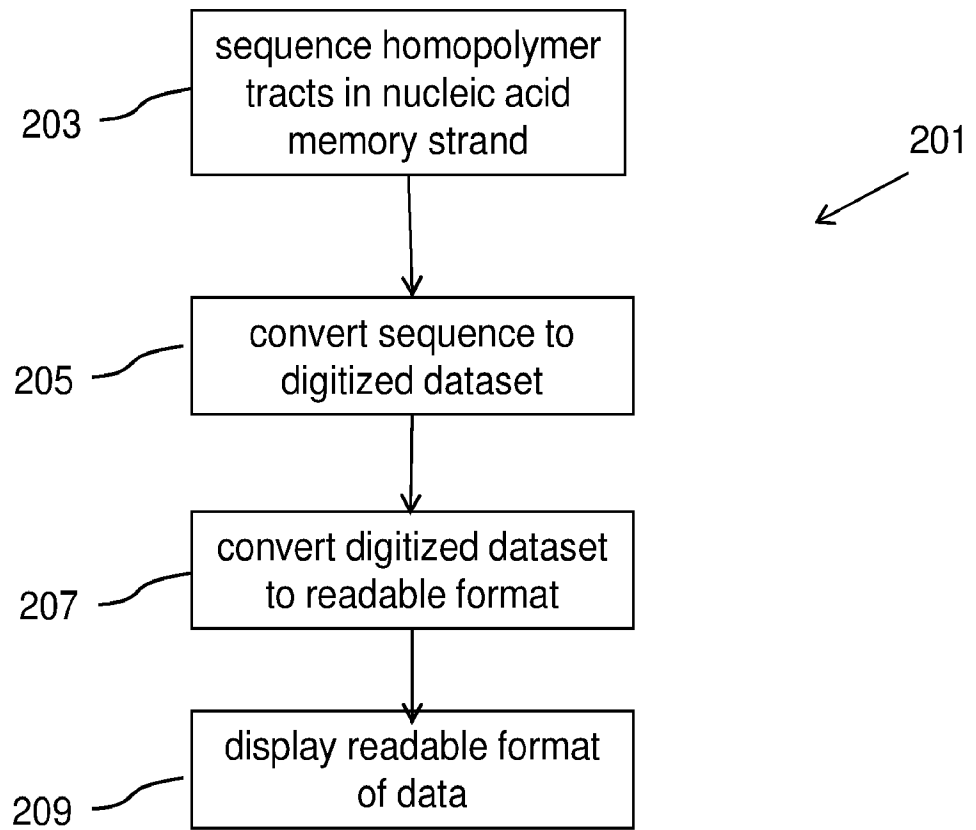 sequence homopolymer
tracts in nucleic acid
memory strand
203
201
convert sequence to
digitized dataset
205
convert digitized dataset
to readable format
207
display readable format
of data
209